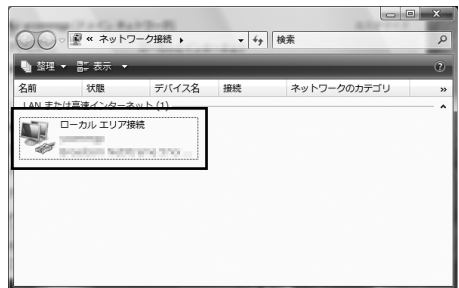 « ネットワーク接続
検索
整理 表示
名前 状態 デバイス名 接続 ネットワークのカテゴリ »
LAN または高速インターネット (1)
ローカル エリア接続